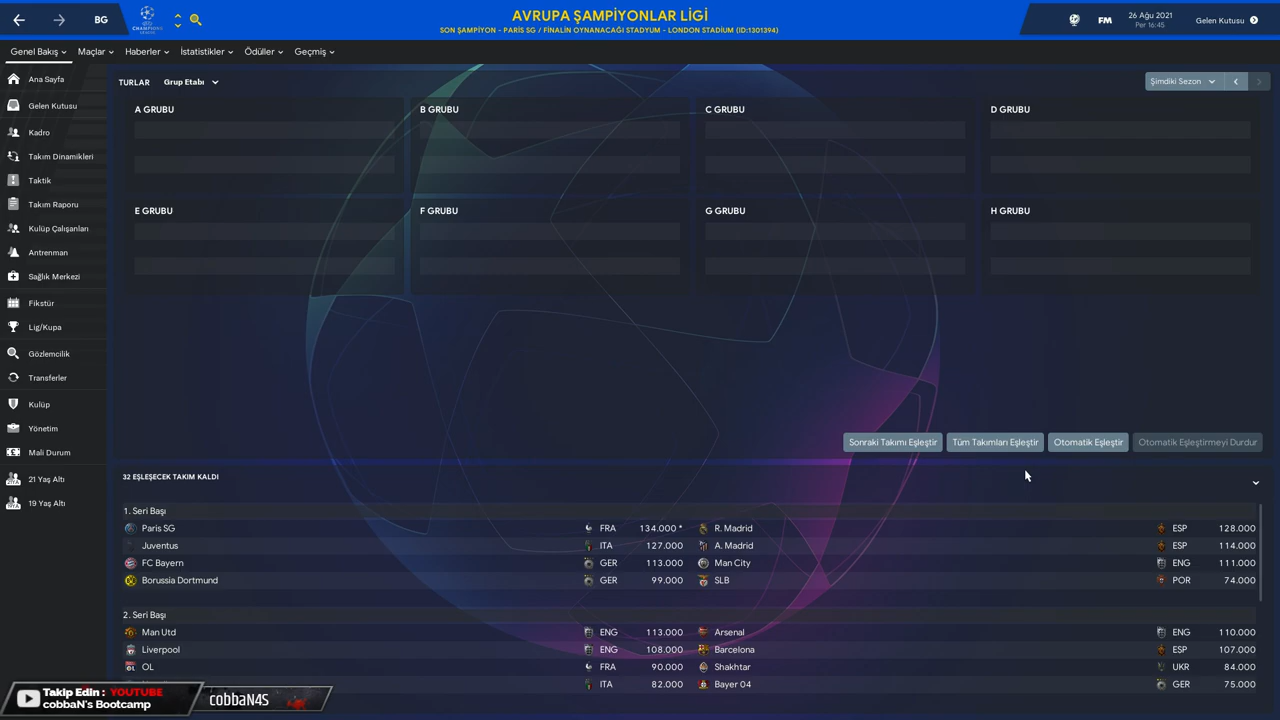 BG
AVRUPA ŞAMPİYONLAR LİGİ
SON ŞAMPİYON - PARİS SG / FİNALİN OYNANACAĞI STADYUM - LONDON STADİUM (ID:1301394)
FM
26 Ağu 2021
Per 16:45
Gelen Kutusu
Genel Bakış
Maçlar
Haberler
İstatistikler
Ödüller
Geçmiş
Ana Sayfa
Gelen Kutusu
Kadro
Takım Dinamikleri
Taktik
Takım Raporu
Kulüp Çalışanları
Antrenman
Sağlık Merkezi
Fikstür
Lig/Kupa
Gözlemcilik
Transferler
Kulüp
Yönetim
Mali Durum
21 Yaş Altı
19 Yaş Altı
TURLAR
Grup Etabı
Şimdiki Sezon
A GRUBU
B GRUBU
C GRUBU
D GRUBU
E GRUBU
F GRUBU
G GRUBU
H GRUBU
Sonraki Takımı Eşleştir
Tüm Takımları Eşleştir
Otomatik Eşleştir
Otomatik Eşleştirmeyi Durdur
32 EŞLEŞECEK TAKIM KALDI
1. Seri Başı
Paris SG FRA 134.000 * R. Madrid ESP 128.000
Juventus ITA 127.000 A. Madrid ESP 114.000
FC Bayern GER 113.000 Man City ENG 111.000
Borussia Dortmund GER 99.000 SLB POR 74.000
2. Seri Başı
Man Utd ENG 113.000 Arsenal ENG 110.000
Liverpool ENG 108.000 Barcelona ESP 107.000
OL FRA 90.000 Shakhtar UKR 84.000
ITA 82.000 Bayer 04 GER 75.000
Takip Edin : YOUTUBE
cobbaN's Bootcamp
cobbaN4S